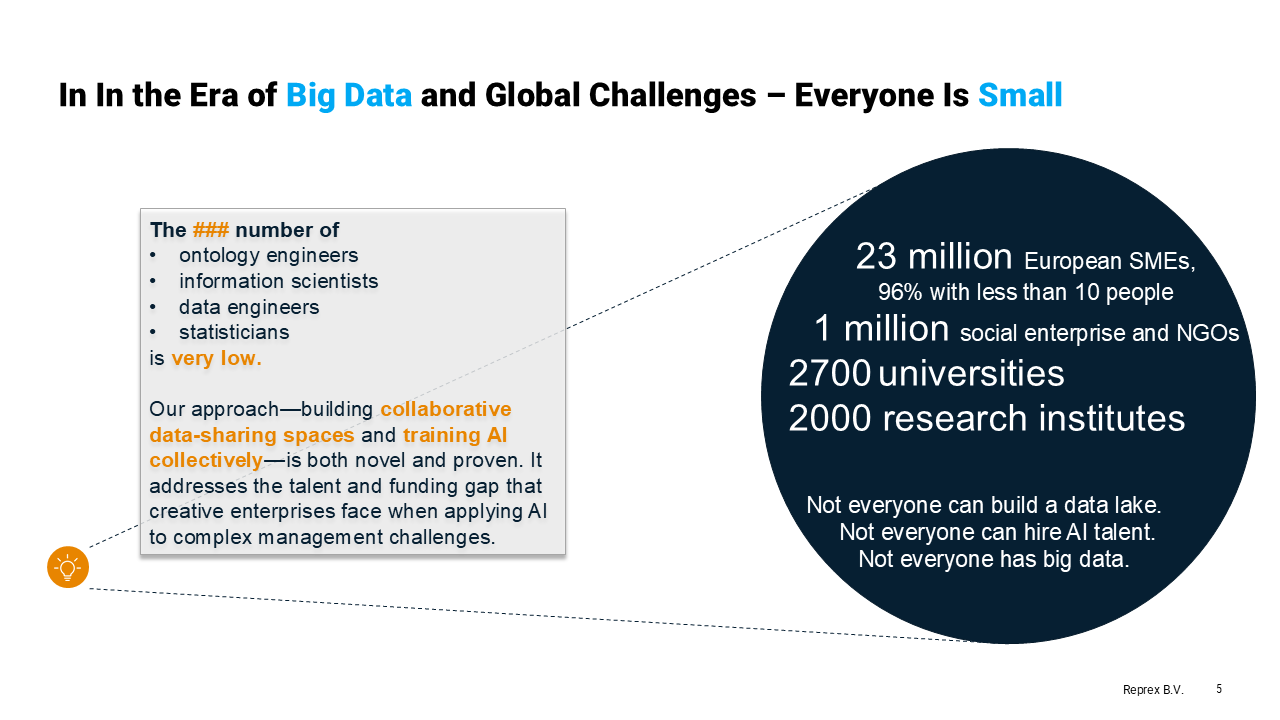 In In the Era of Big Data and Global Challenges – Everyone Is Small
The ### number of
• ontology engineers
• information scientists
• data engineers
• statisticians
is very low.
Our approach—building collaborative
data-sharing spaces and training AI
collectively—is both novel and proven. It
addresses the talent and funding gap that
creative enterprises face when applying AI
to complex management challenges.
23 million European SMEs,
96% with less than 10 people
1 million social enterprise and NGOs
2700 universities
2000 research institutes
Not everyone can build a data lake.
Not everyone can hire AI talent.
Not everyone has big data.
Reprex B.V. 5